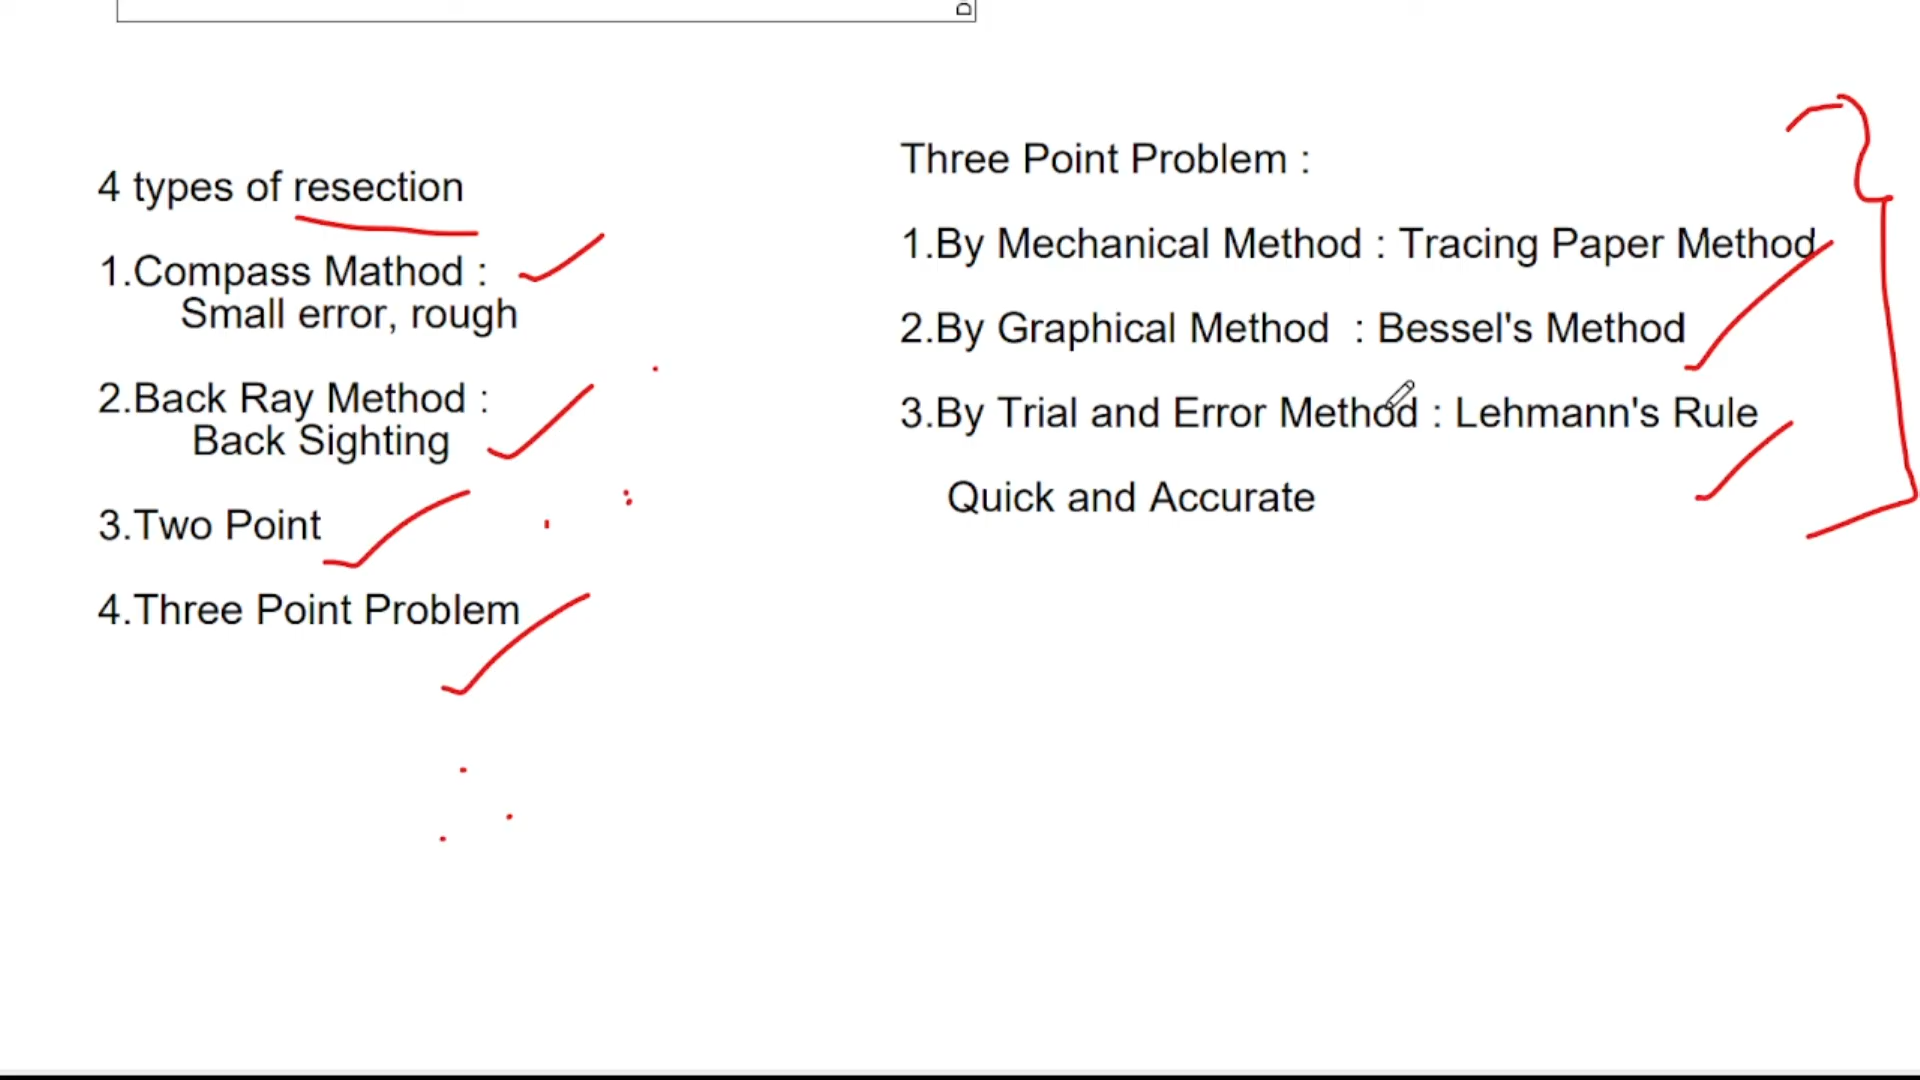 4 types of resection
1.Compass Mathod :
Small error, rough
2.Back Ray Method :
Back Sighting
3.Two Point
4.Three Point Problem
Three Point Problem :
1.By Mechanical Method : Tracing Paper Method
2.By Graphical Method : Bessel's Method
3.By Trial and Error Method : Lehmann's Rule
Quick and Accurate